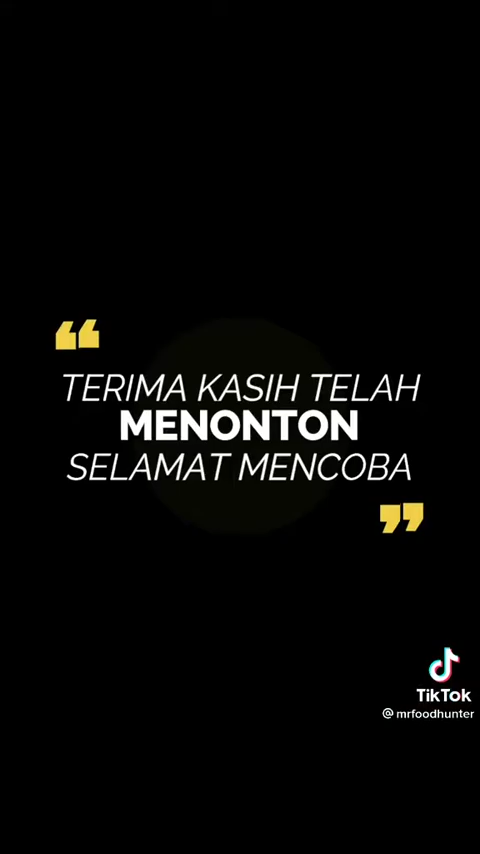 ❝
TERIMA KASIH TELAH
MENONTON
SELAMAT MENCOBA
❞
TikTok
@mrfoodhunter